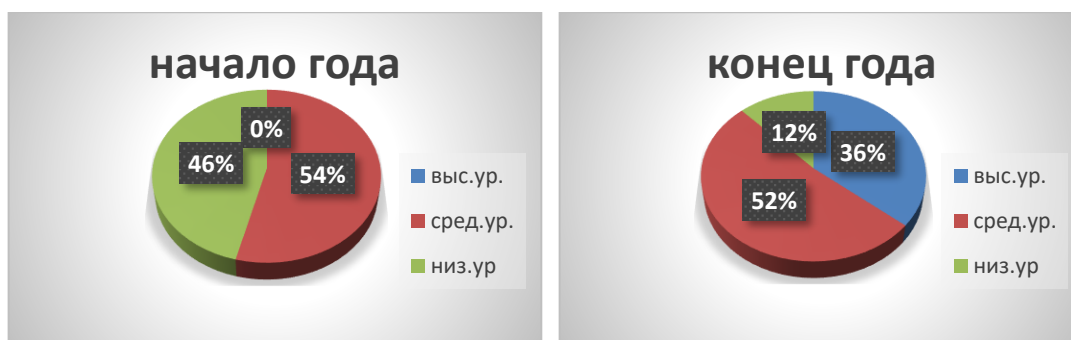 начало года
0%
46%
54%
выс.ур.
сред.ур.
низ.ур
конец года
12%
36%
52%
выс.ур.
сред.ур.
низ.ур